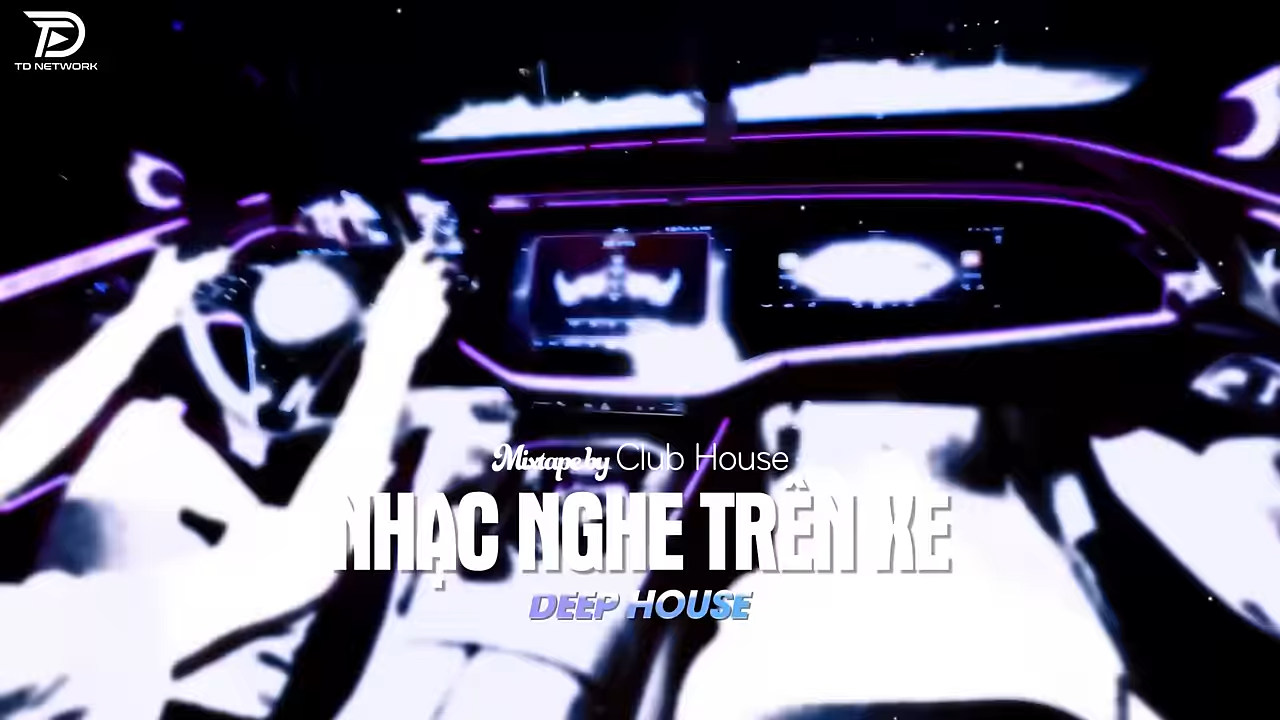 TD NETWORK
Mixtape by Club House
NHẠC NGHE TRÊN XE
DEEP HOUSE